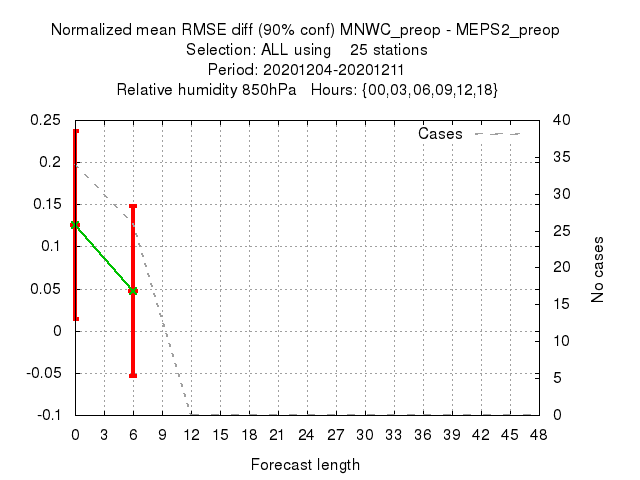 Normalized mean RMSE diff (90% conf) MNWC_preop - MEPS2_preop
Selection: ALL using    25 stations
Period: 20201204-20201211
Relative humidity 850hPa   Hours: {00,03,06,09,12,18}
Cases
0.25
0.2
0.15
0.1
0.05
0
-0.05
-0.1
40
35
30
25
20
15
10
5
0
No cases
0 3 6 9 12 15 18 21 24 27 30 33 36 39 42 45 48
Forecast length